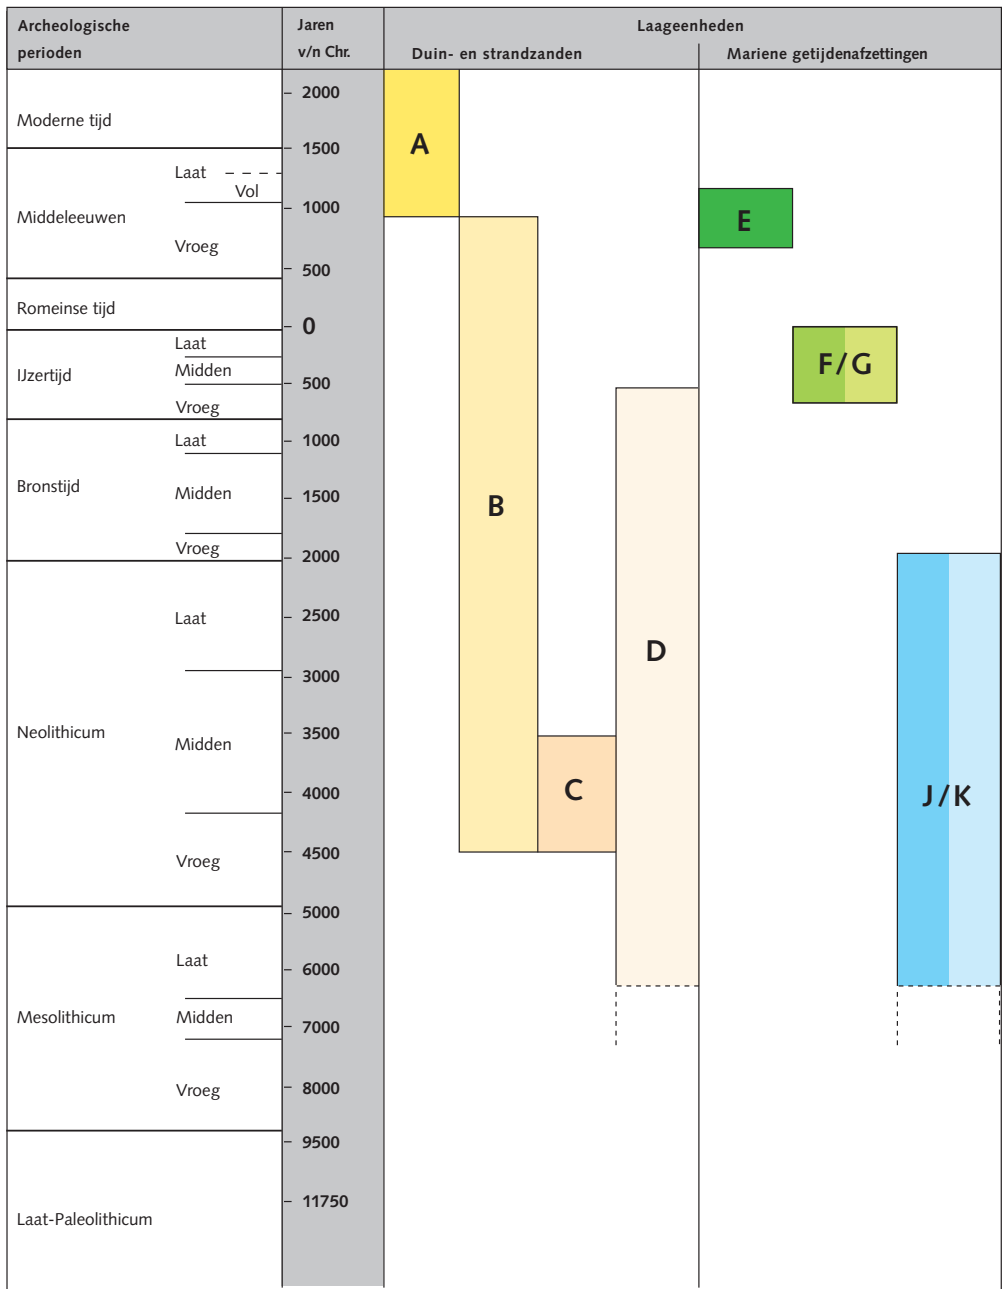 Archeologische
perioden
Jaren
v/n Chr.
Laageenheden
Duin- en strandzanden
Mariene getijdenafzettingen
Moderne tijd
Middeleeuwen
Laat
Vol
Vroeg
Romeinse tijd
IJzertijd
Laat
Midden
Vroeg
Bronstijd
Laat
Midden
Vroeg
Neolithicum
Laat
Midden
Vroeg
Mesolithicum
Laat
Midden
Vroeg
Laat-Paleolithicum
2000
1500
1000
500
0
500
1000
1500
2000
2500
3000
3500
4000
4500
5000
6000
7000
8000
9500
11750
A
B
C
D
E
F/G
J/K